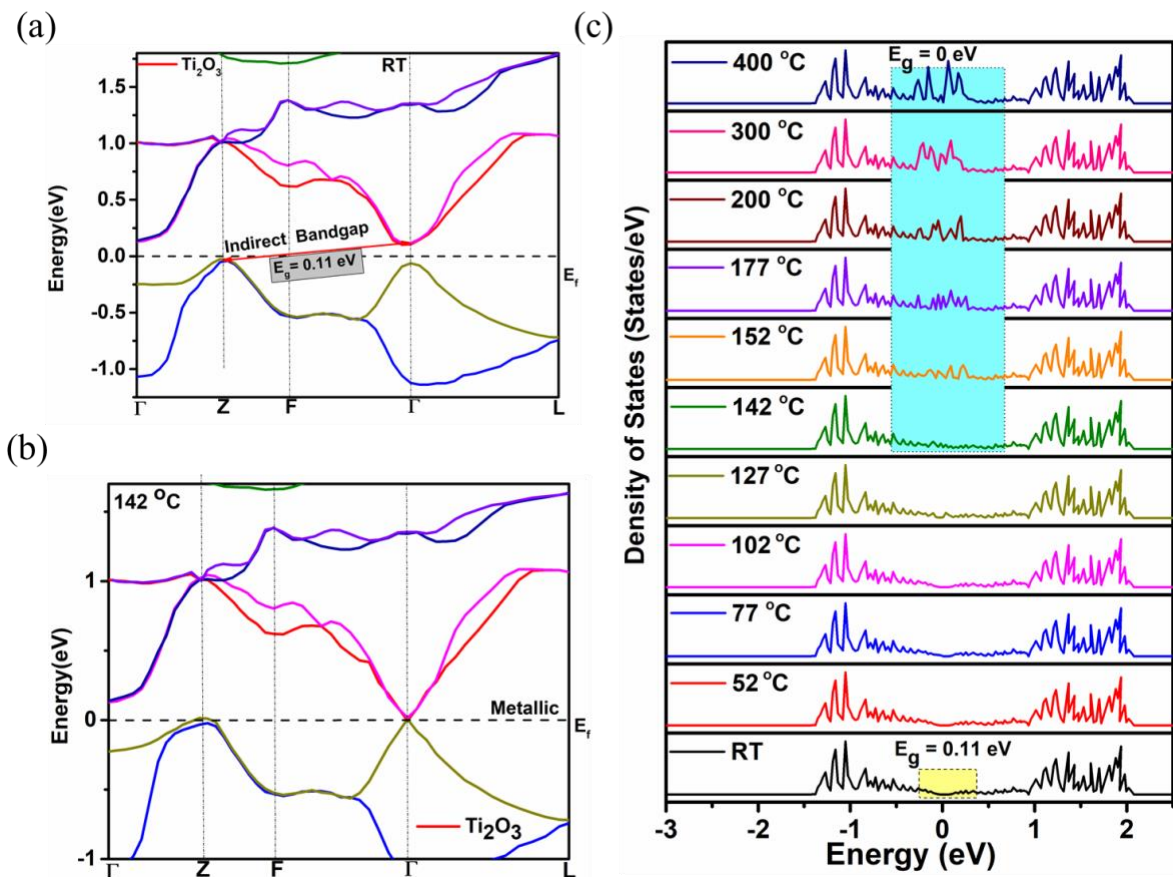 (a)
Ti2O3
RT
1.5
1.0
0.5
0.0
-0.5
-1.0
Energy(eV)
Indirect Bandgap
Eg = 0.11 eV
Ef
Γ Z F Γ L
(b)
142 °C
1
0
-1
Energy(eV)
Metallic
Ef
Ti2O3
Γ Z F Γ L
(c)
Density of States (States/eV)
400 °C
Eg = 0 eV
300 °C
200 °C
177 °C
152 °C
142 °C
127 °C
102 °C
77 °C
52 °C
RT
Eg = 0.11 eV
-3 -2 -1 0 1 2
Energy (eV)